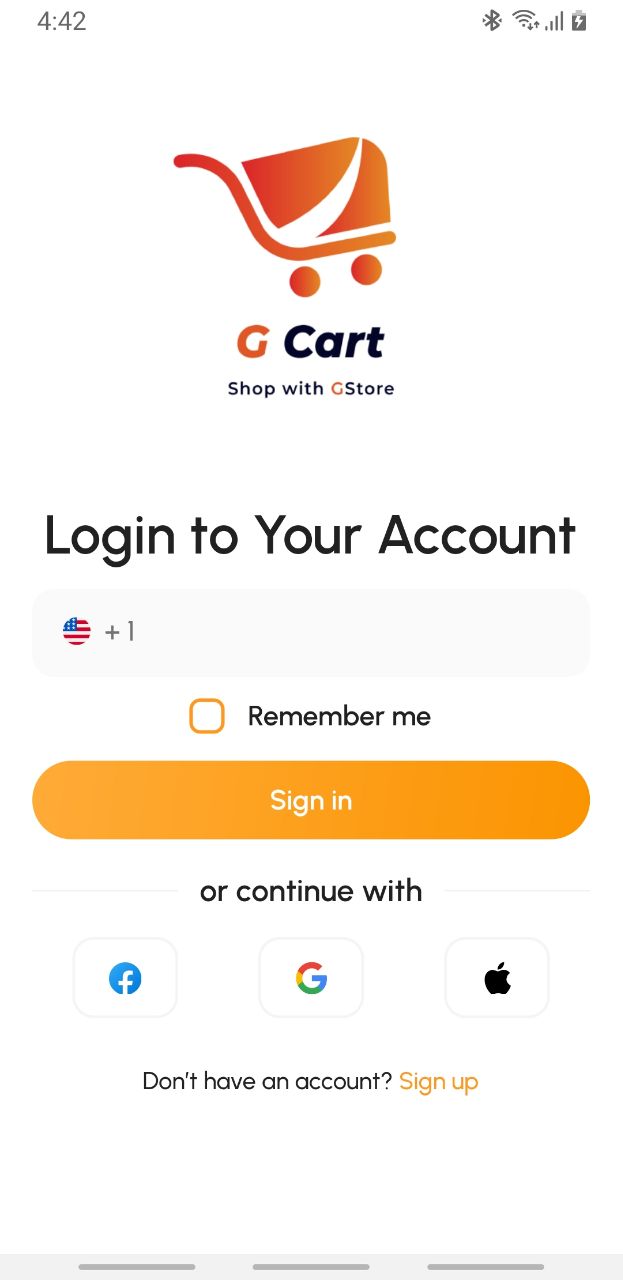 4:42
G Cart
Shop with GStore
Login to Your Account
+ 1
Remember me
Sign in
or continue with
Don't have an account? Sign up